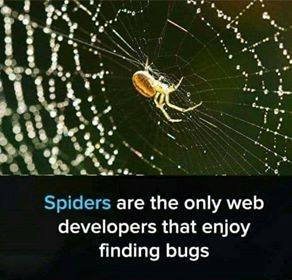 Spiders are the only web
developers that enjoy
finding bugs